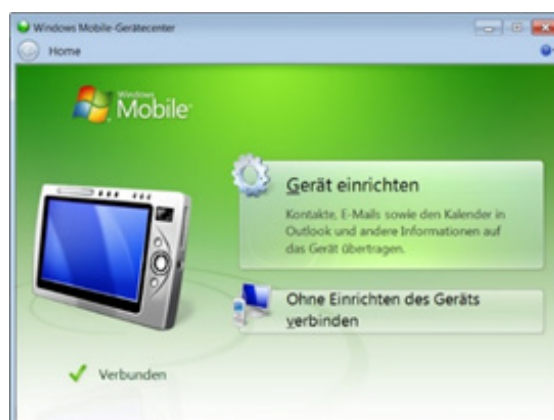 Windows Mobile-Gerätecenter
Home
Windows
Mobile
Gerät einrichten
Kontakte, E-Mails sowie den Kalender in
Outlook und andere Informationen auf
das Gerät übertragen.
Ohne Einrichten des Geräts
verbinden
Verbunden